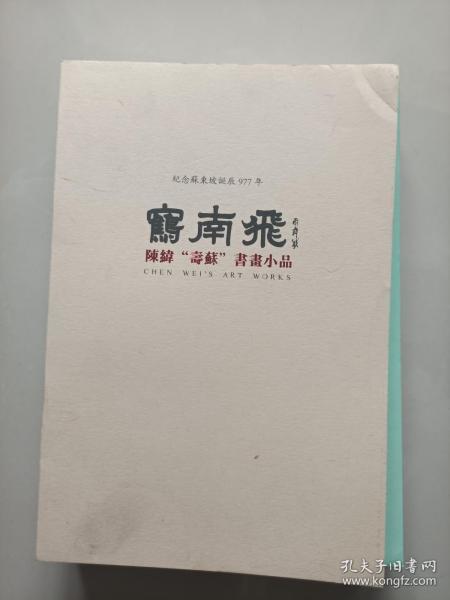 紀念蘇東坡誕辰977年
寫南飛
陳緯“壽蘇”書畫小品
CHEN WEI'S ART WORKS
孔夫子旧书网
www.kongfz.com